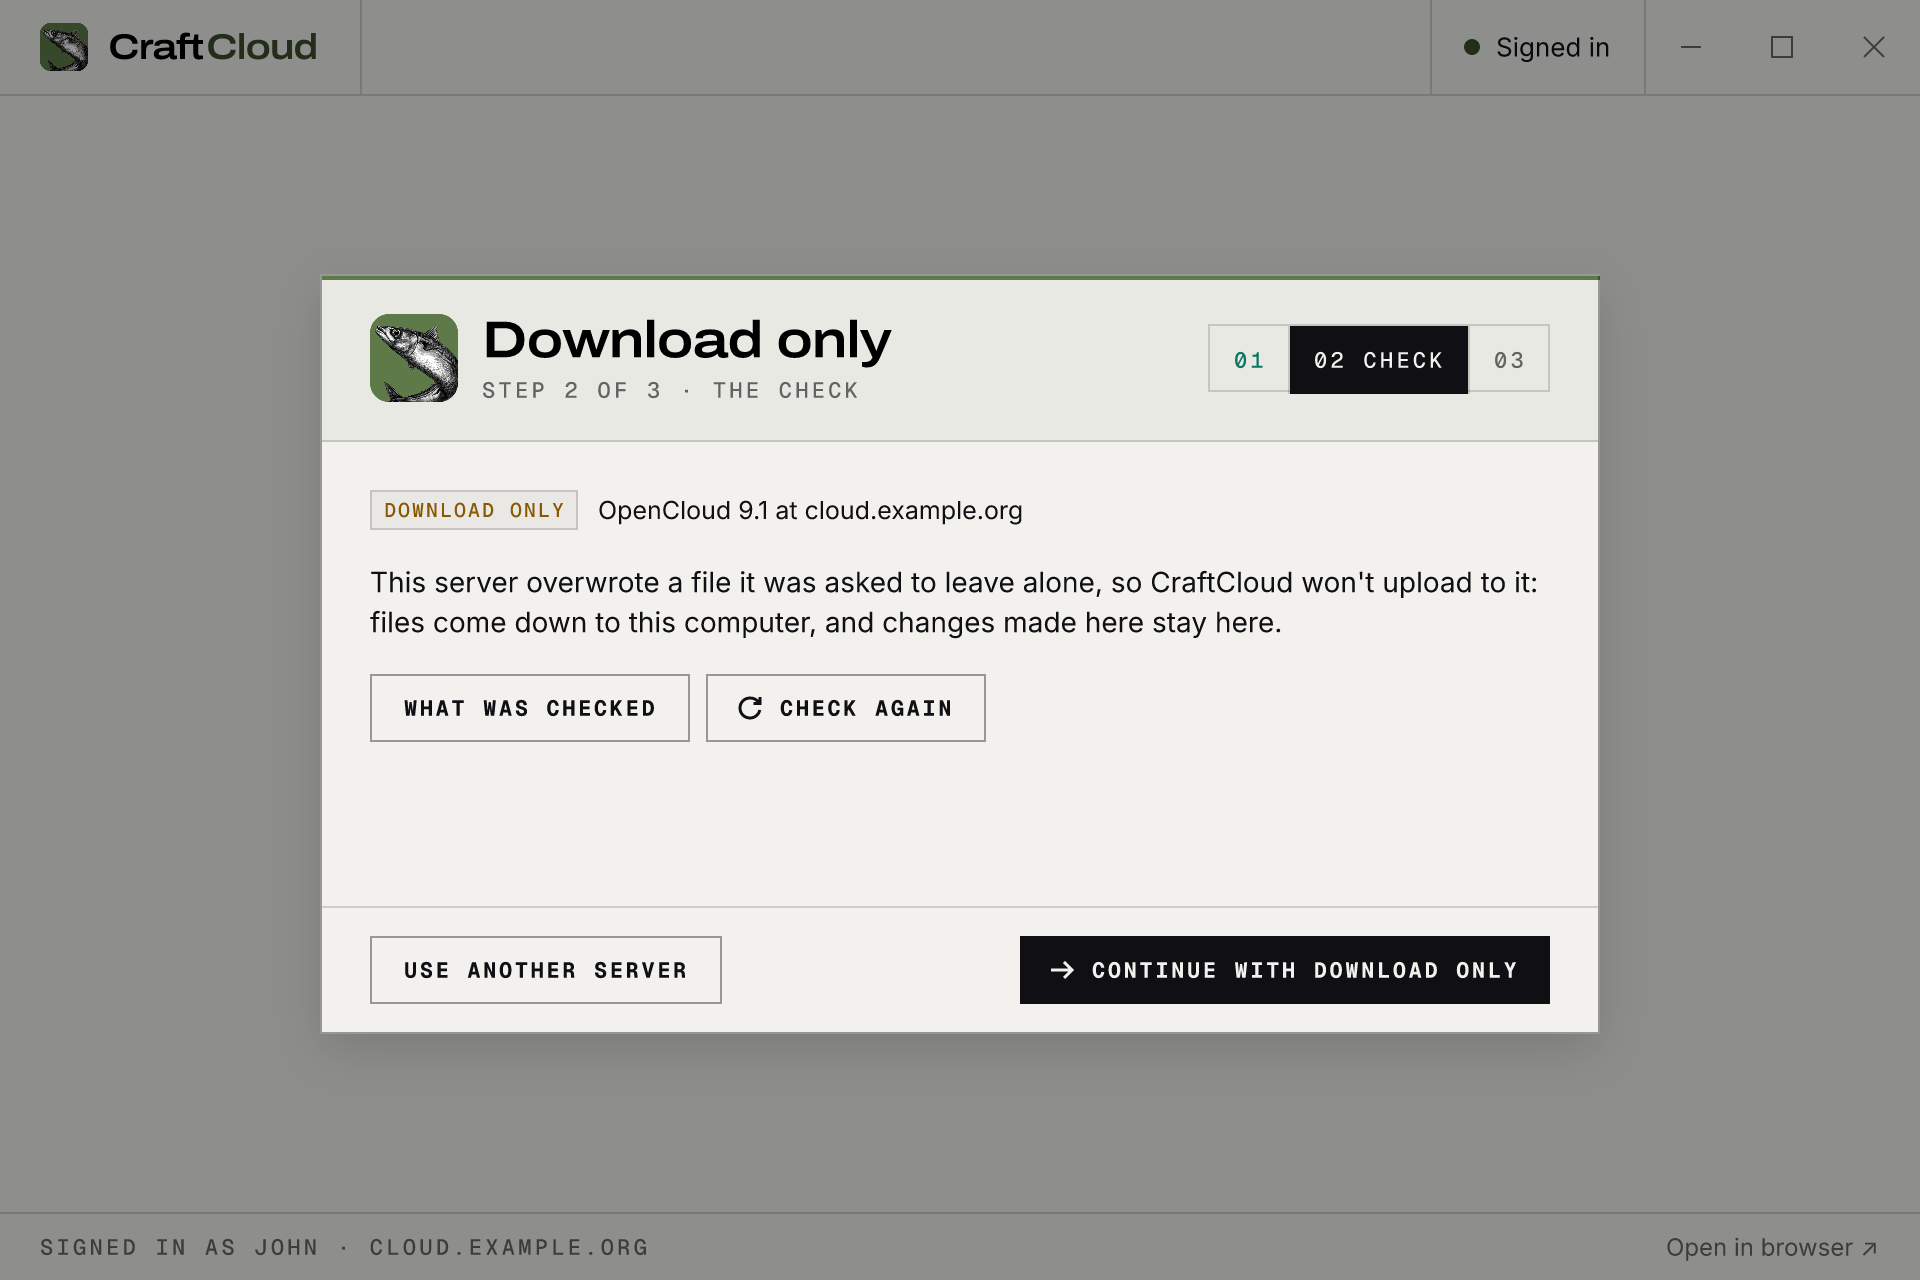 CraftCloud
Signed in
Download only
STEP 2 OF 3 · THE CHECK
01
02 CHECK
03
DOWNLOAD ONLY
OpenCloud 9.1 at cloud.example.org
This server overwrote a file it was asked to leave alone, so CraftCloud won't upload to it:
files come down to this computer, and changes made here stay here.
WHAT WAS CHECKED
CHECK AGAIN
USE ANOTHER SERVER
→ CONTINUE WITH DOWNLOAD ONLY
SIGNED IN AS JOHN · CLOUD.EXAMPLE.ORG
Open in browser ↗